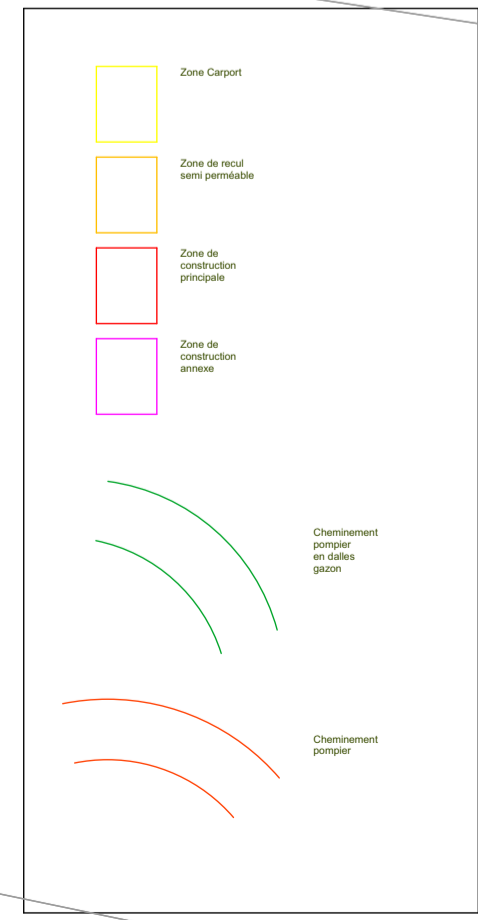 Zone Carport
Zone de recul
semi perméable
Zone de
construction
principale
Zone de
construction
annexe
Cheminement
pompier
en dalles
gazon
Cheminement
pompier